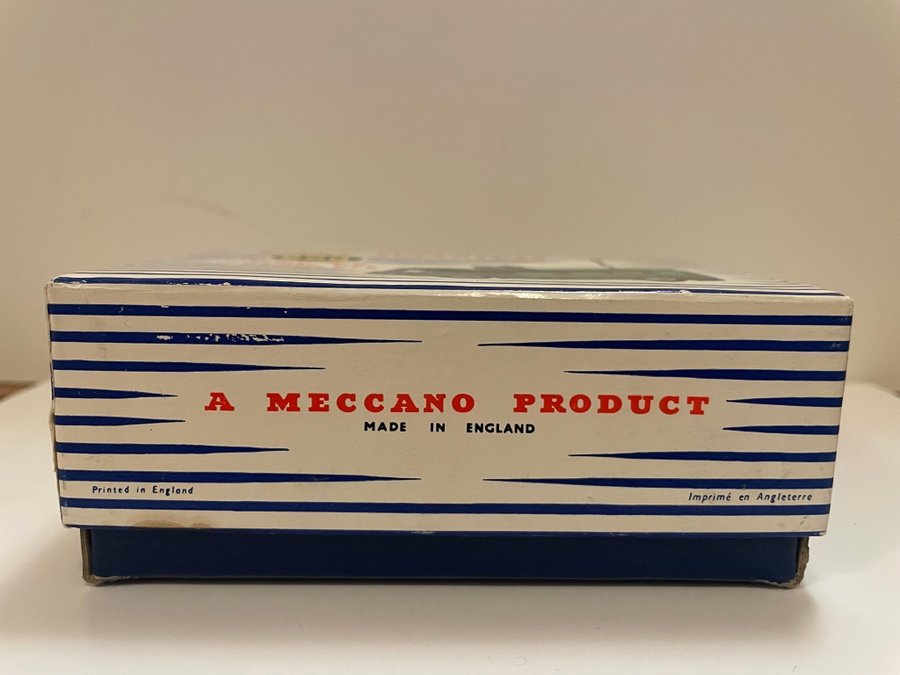 A MECCANO PRODUCT
MADE IN ENGLAND
Printed in England
Imprimé en Angleterre